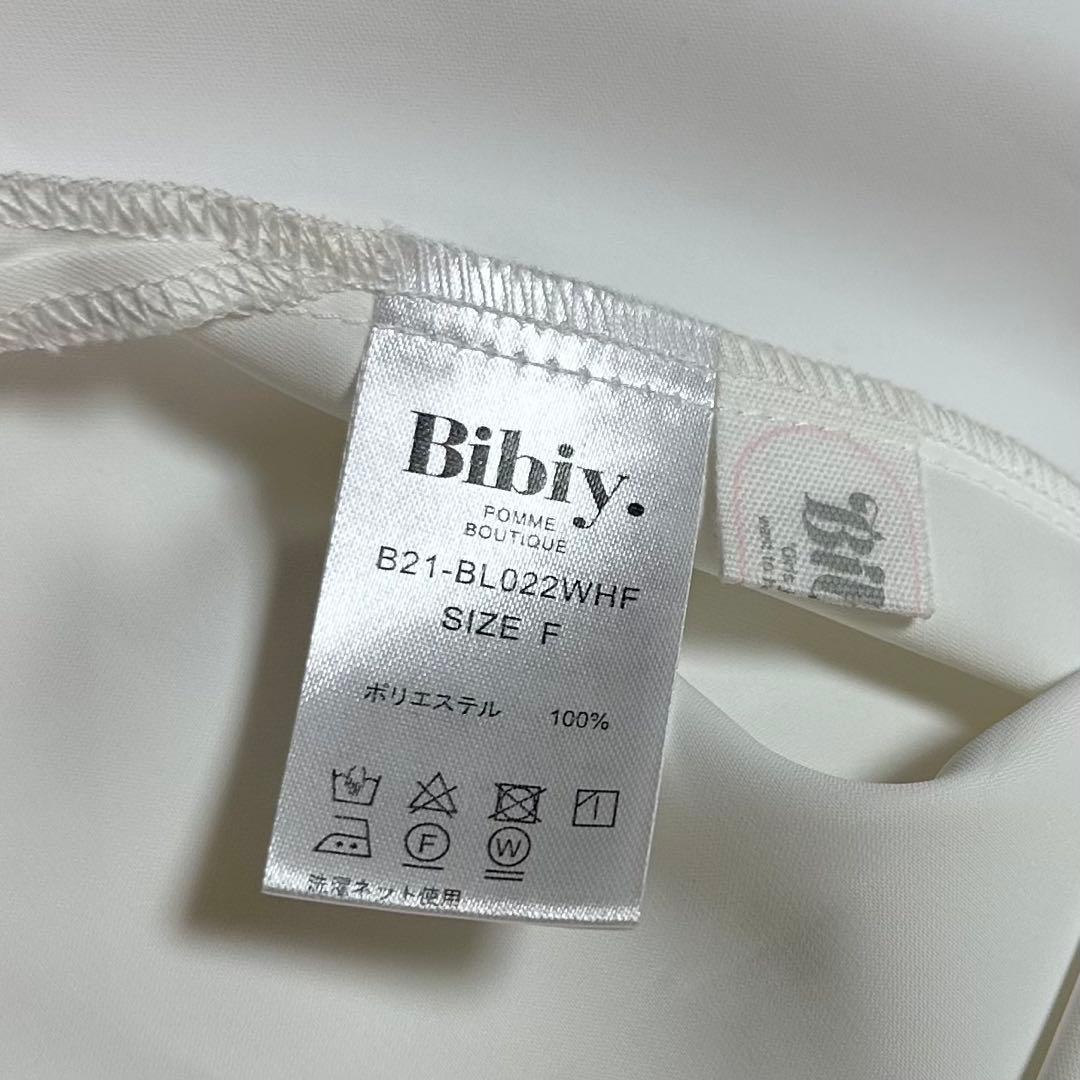 Bibiy.
POMME
BOUTIQUE
B21-BL022WHF
SIZE F
ポリエステル 100%
F W
洗濯ネット使用